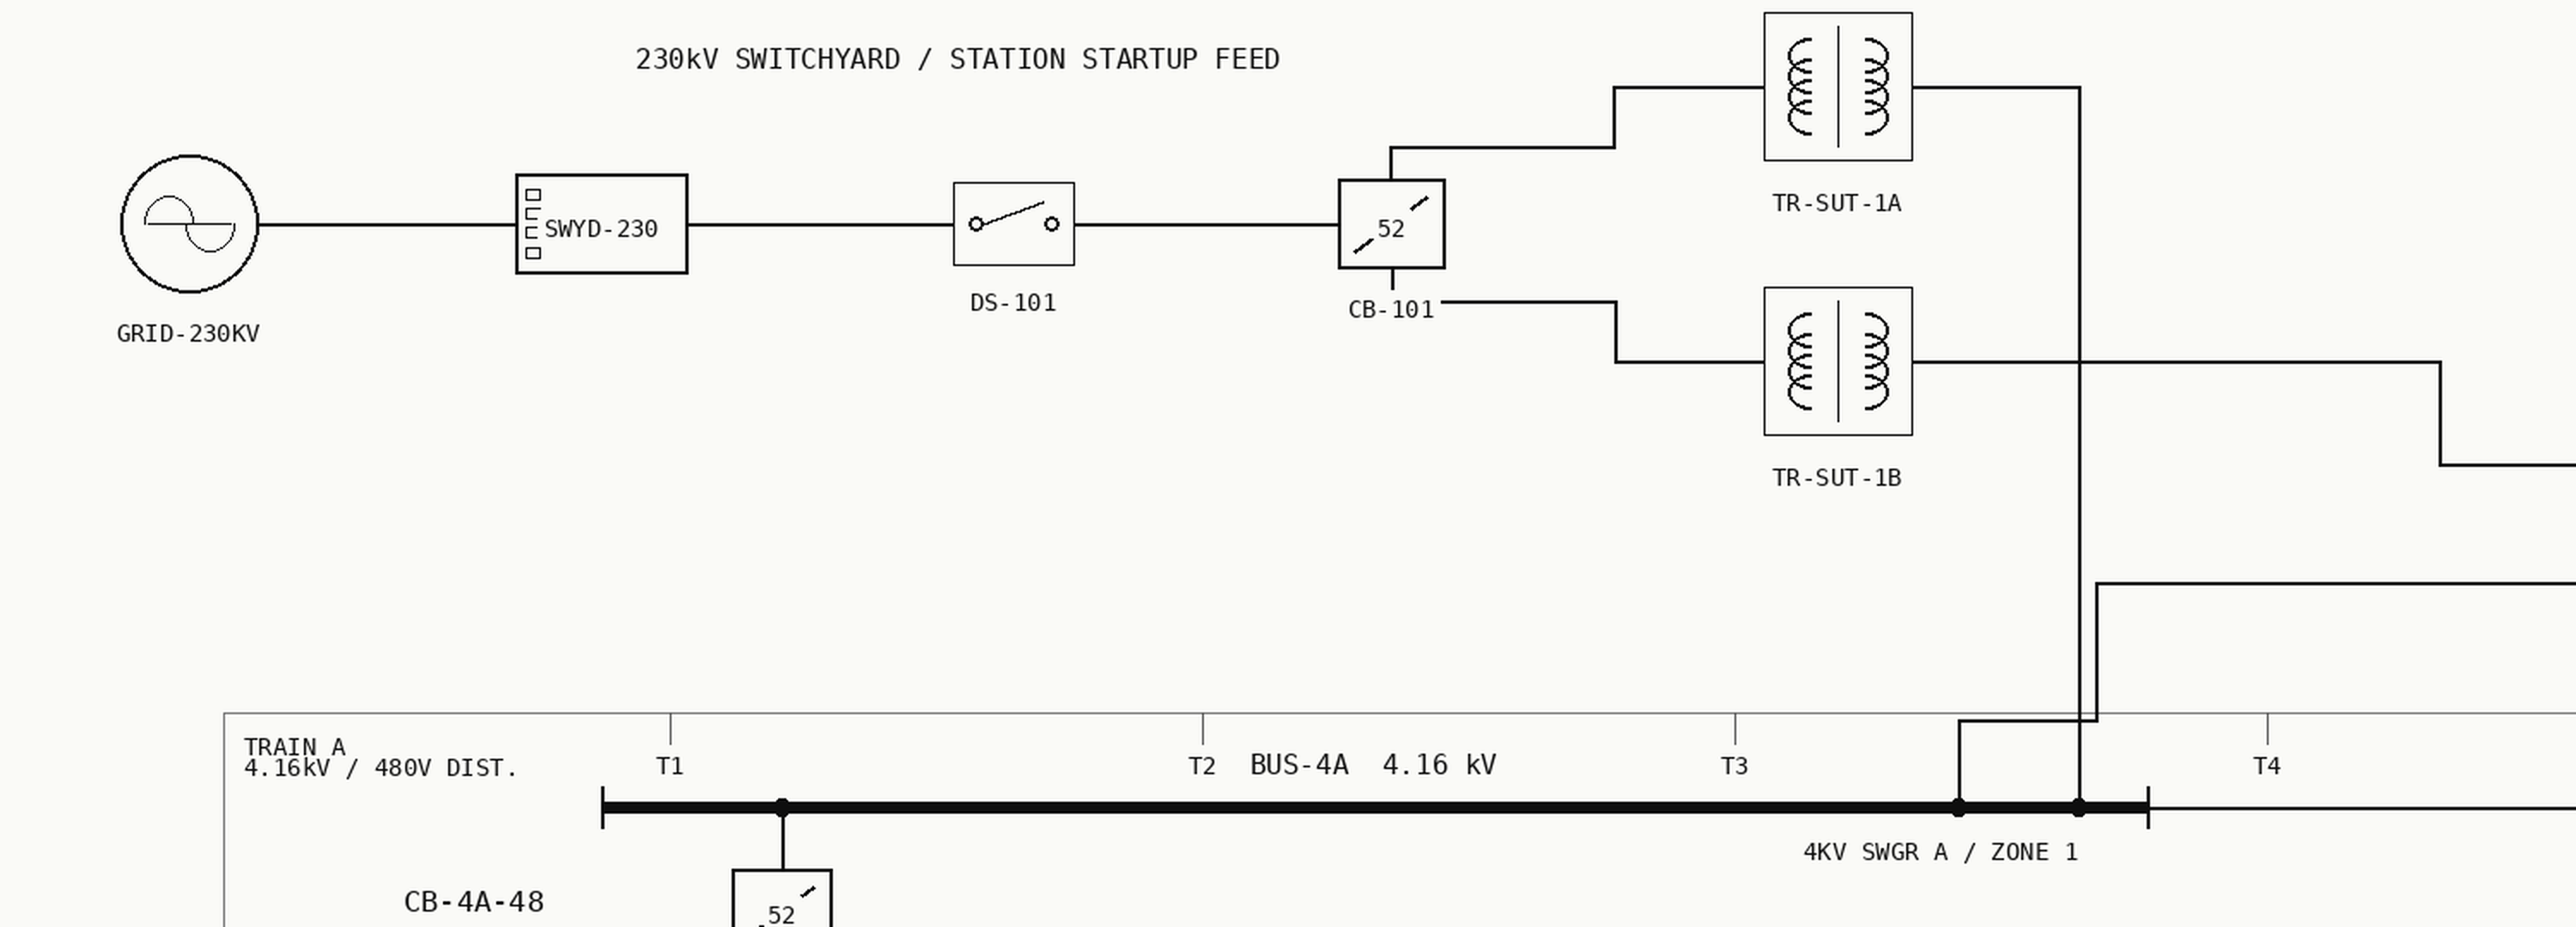 230kV SWITCHYARD / STATION STARTUP FEED
TR-SUT-1A
SWYD-230
52
DS-101
CB-101
GRID-230KV
TR-SUT-1B
TRAIN A
4.16kV / 480V DIST.
T1
T2
BUS-4A  4.16 kV
T3
T4
4KV SWGR A / ZONE 1
CB-4A-48
52